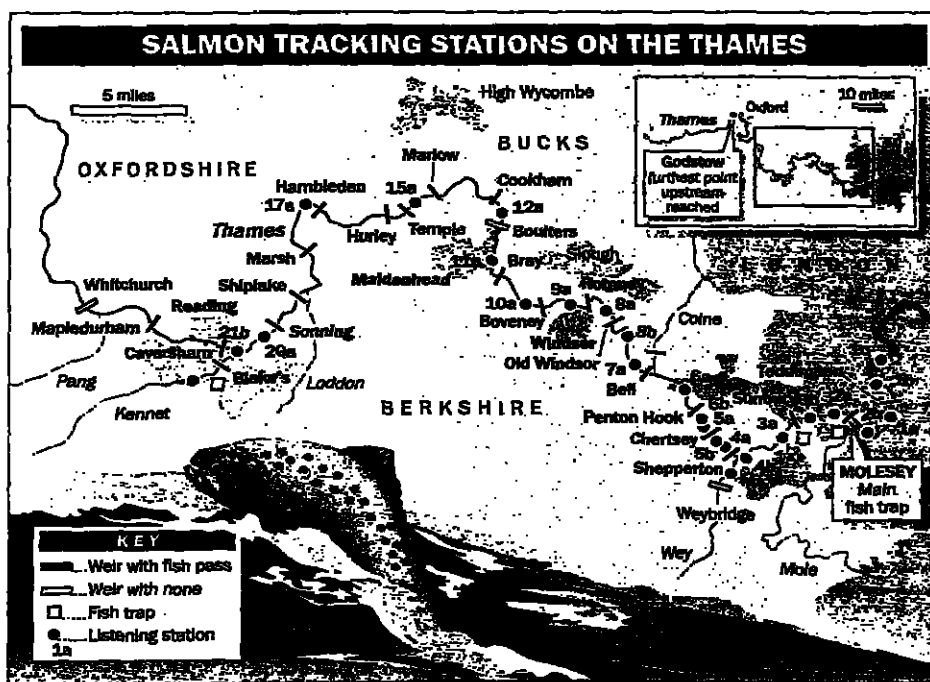 SALMON TRACKING STATIONS ON THE THAMES
5 miles
High Wycombe
10 miles
Oxford
Thames
Godstow
furthest point
upstream
reached
BUCKS
OXFORDSHIRE
Marlow
Hambleden
15a
Cookham
17a
12a
Thames
Hurley
Temple
Boulters
Marsh
Bray
Slough
Maidenhead
Whitchurch
Shiplake
Reading
9a
10a
8a
Mapledurham
Boveney
Sonning
21b
Windsor
8b
Colne
Caversham
20a
Old Windsor
7a
Pang
Loddon
Bell
Kennet
BERKSHIRE
6b
Penton Hook
5a
3a
Chertsey
4a
5b
Shepperton
MOLESEY
Main
fish trap
Weybridge
Wey
Mole
KEY
Weir with fish pass
Weir with none
Fish trap
Listening station
1a